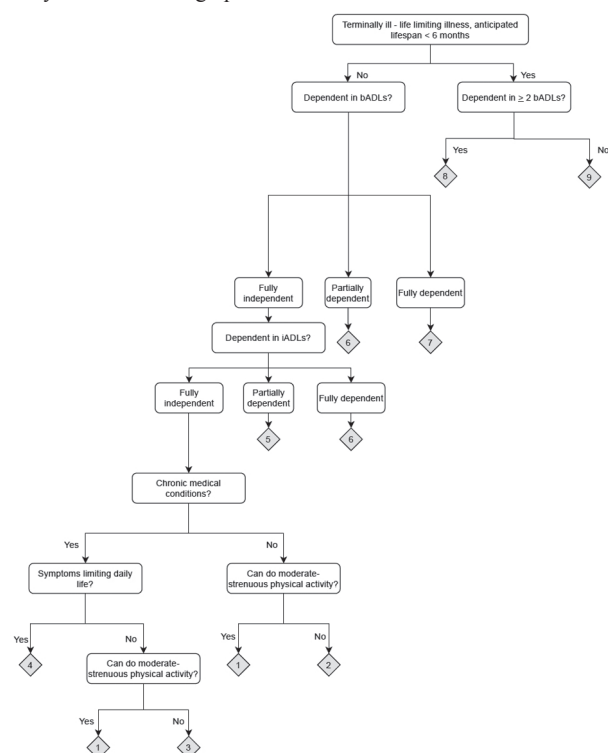 Terminally ill - life limiting illness, anticipated
lifespan < 6 months
No
Yes
Dependent in bADLs?
Dependent in ≥ 2 bADLs?
Yes
No
8
9
Fully
independent
Partially
dependent
Fully dependent
Dependent in iADLs?
6
7
Fully
independent
Partially
dependent
Fully dependent
5
6
Chronic medical
conditions?
Yes
No
Symptoms limiting daily
life?
Can do moderate-
strenuous physical activity?
Yes
No
Yes
No
4
1
2
Can do moderate-
strenuous physical activity?
Yes
No
1
3